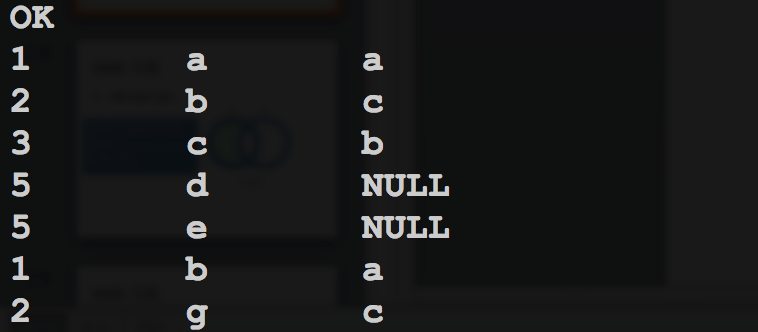 OK
1 a a
2 b c
3 c b
5 d NULL
5 e NULL
1 b a
2 g c